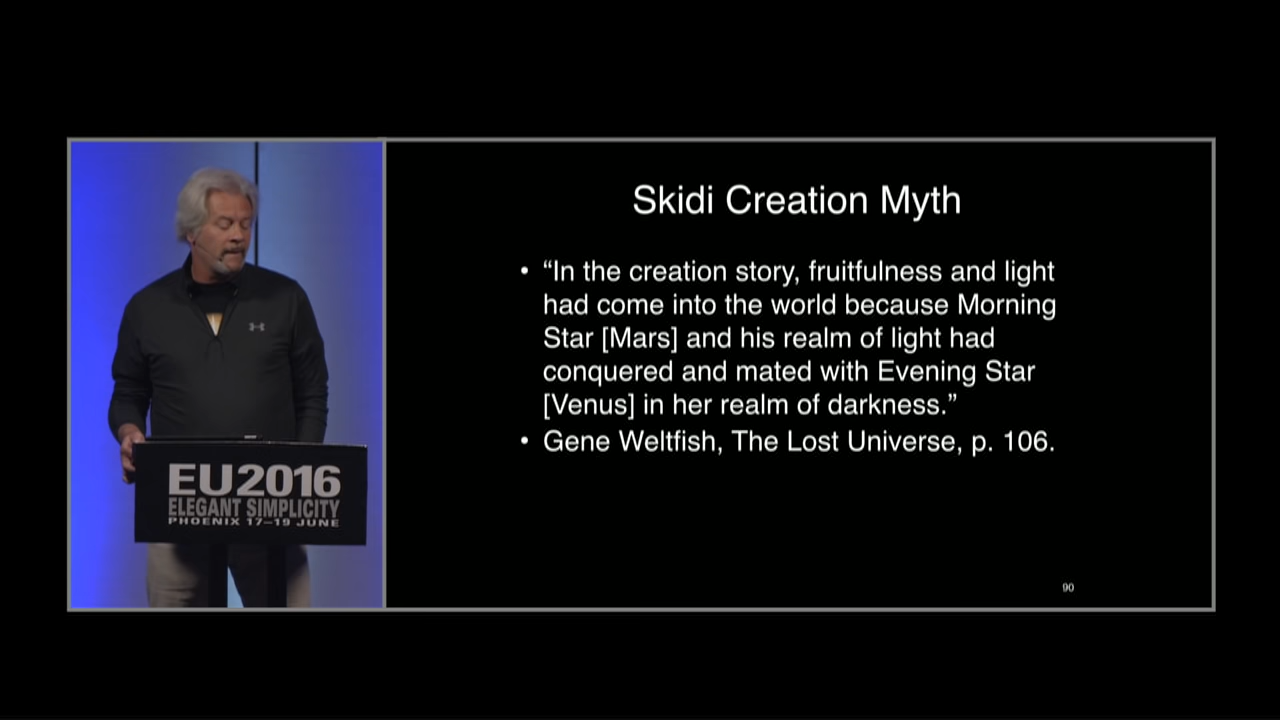 Skidi Creation Myth
• “In the creation story, fruitfulness and light
had come into the world because Morning
Star [Mars] and his realm of light had
conquered and mated with Evening Star
[Venus] in her realm of darkness.”
• Gene Weltfish, The Lost Universe, p. 106.
90
EU2016
ELEGANT SIMPLICITY
PHOENIX 17–19 JUNE